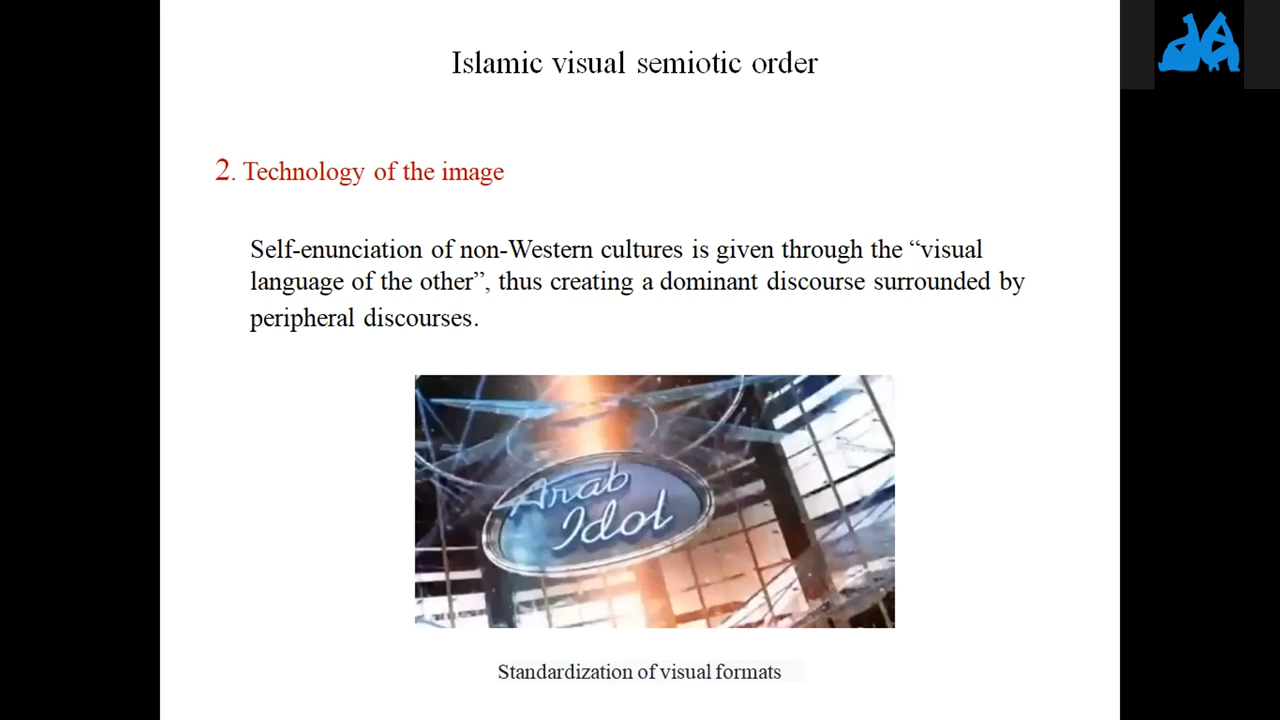 Islamic visual semiotic order
2. Technology of the image
Self-enunciation of non-Western cultures is given through the “visual
language of the other”, thus creating a dominant discourse surrounded by
peripheral discourses.
Arab
Idol
Standardization of visual formats